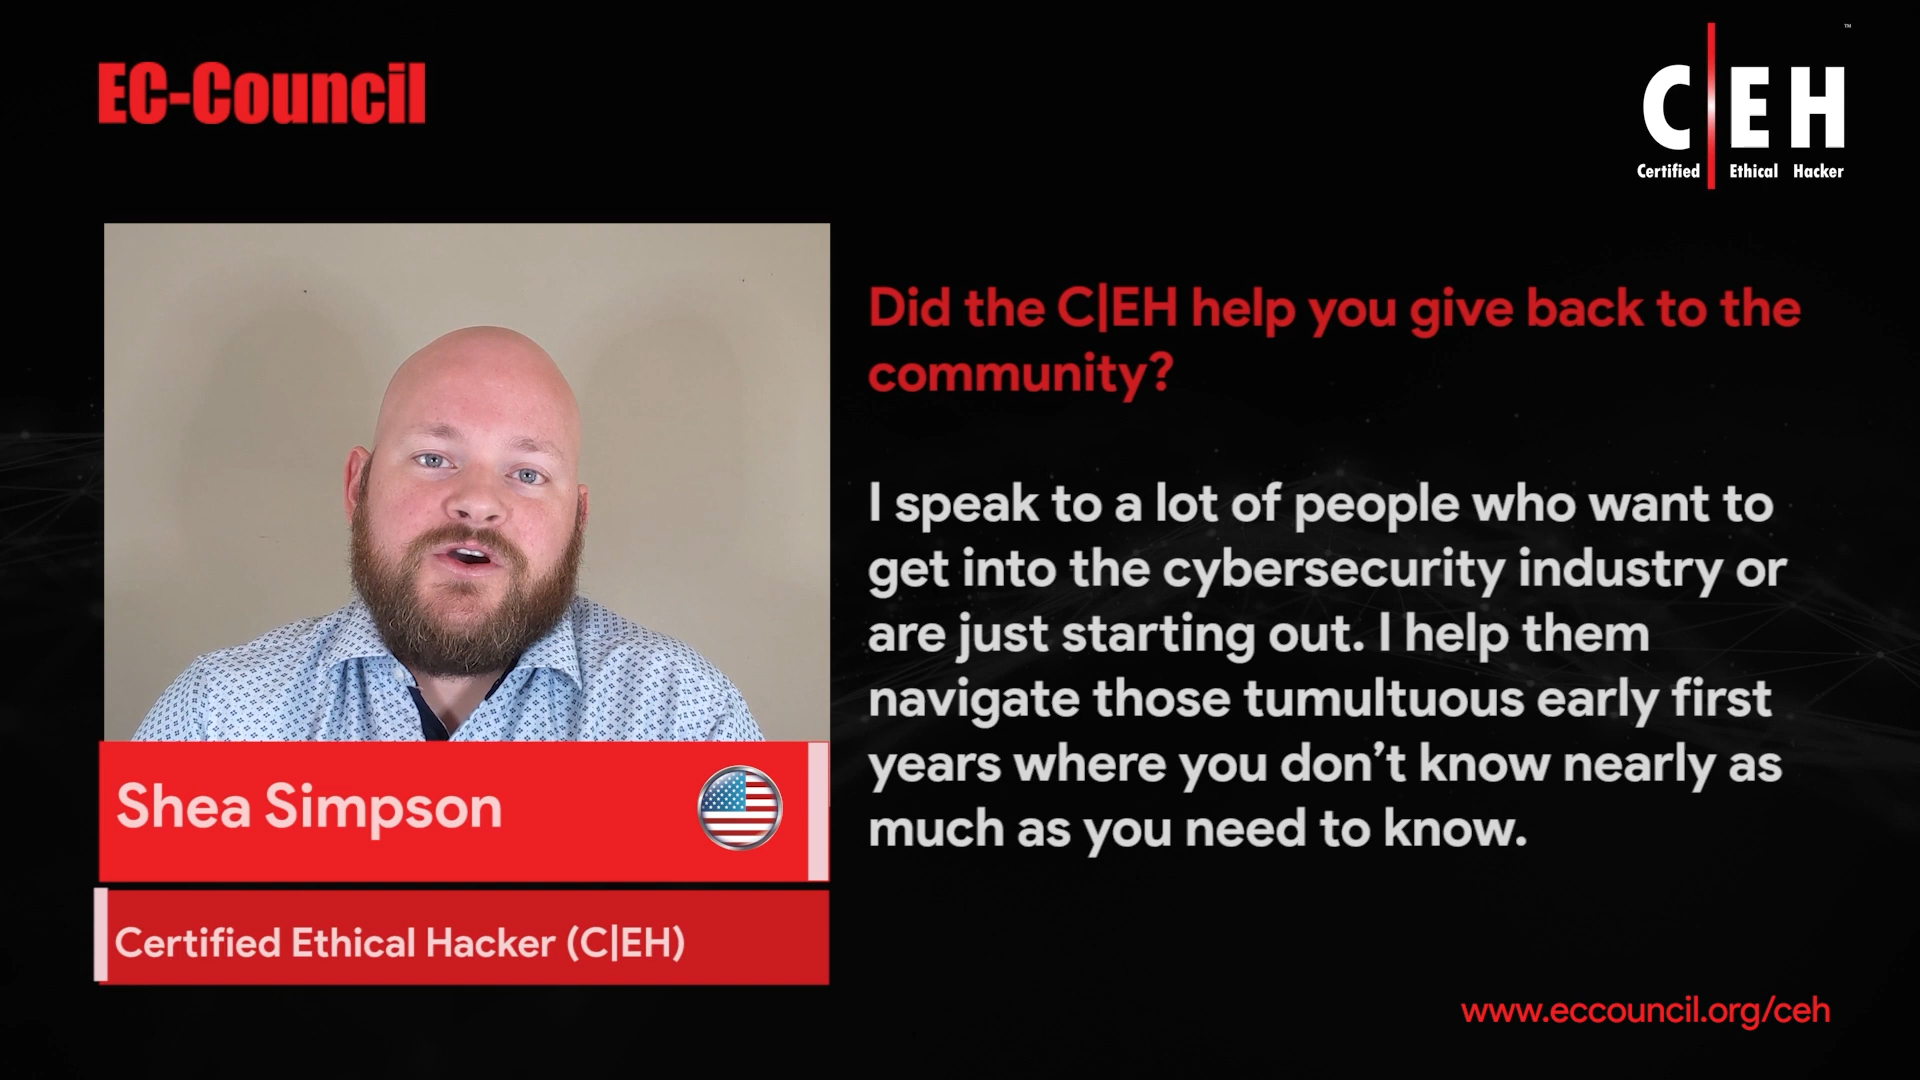 EC-Council
C|EH
™
Certified Ethical Hacker
Did the C|EH help you give back to the
community?
I speak to a lot of people who want to
get into the cybersecurity industry or
are just starting out. I help them
navigate those tumultuous early first
years where you don’t know nearly as
much as you need to know.
Shea Simpson
Certified Ethical Hacker (C|EH)
www.eccouncil.org/ceh